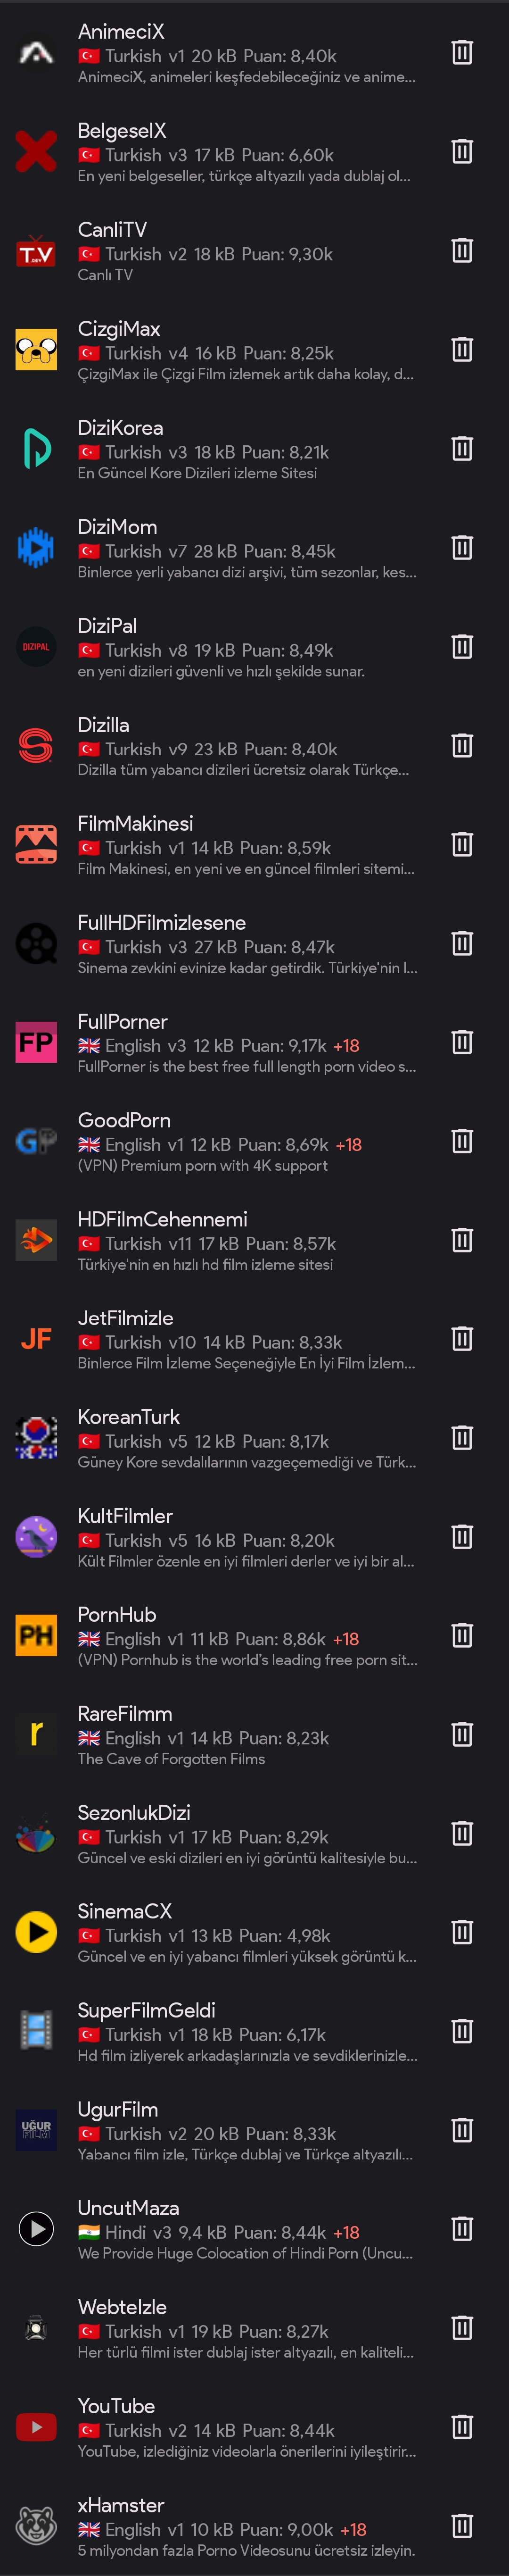 AnimeciX
Turkish v1 20 kB Puan: 8,40k
AnimeciX, animeleri keşfedebileceğiniz ve anime...
BelgeselX
Turkish v3 17 kB Puan: 6,60k
En yeni belgeseller, türkçe altyazılı yada dublaj ol...
TV
.DEV
CanliTV
Turkish v2 18 kB Puan: 9,30k
Canlı TV
CizgiMax
Turkish v4 16 kB Puan: 8,25k
ÇizgiMax ile Çizgi Film izlemek artık daha kolay, d...
DiziKorea
Turkish v3 18 kB Puan: 8,21k
En Güncel Kore Dizileri izleme Sitesi
DiziMom
Turkish v7 28 kB Puan: 8,45k
Binlerce yerli yabancı dizi arşivi, tüm sezonlar, kes...
DIZIPAL
DiziPal
Turkish v8 19 kB Puan: 8,49k
en yeni dizileri güvenli ve hızlı şekilde sunar.
Dizilla
Turkish v9 23 kB Puan: 8,40k
Dizilla tüm yabancı dizileri ücretsiz olarak Türkçe...
FilmMakinesi
Turkish v1 14 kB Puan: 8,59k
Film Makinesi, en yeni ve en güncel filmleri sitemi...
FullHDFilmizlesene
Turkish v3 27 kB Puan: 8,47k
Sinema zevkini evinize kadar getirdik. Türkiye'nin l...
FP
FullPorner
English v3 12 kB Puan: 9,17k +18
FullPorner is the best free full length porn video s...
GP
GoodPorn
English v1 12 kB Puan: 8,69k +18
(VPN) Premium porn with 4K support
HDFilmCehennemi
Turkish v11 17 kB Puan: 8,57k
Türkiye'nin en hızlı hd film izleme sitesi
JF
JetFilmizle
Turkish v10 14 kB Puan: 8,33k
Binlerce Film İzleme Seçeneğiyle En İyi Film İzlem...
KoreanTurk
Turkish v5 12 kB Puan: 8,17k
Güney Kore sevdalılarının vazgeçemediği ve Türk...
KultFilmler
Turkish v5 16 kB Puan: 8,20k
Kült Filmler özenle en iyi filmleri derler ve iyi bir al...
PH
PornHub
English v1 11 kB Puan: 8,86k +18
(VPN) Pornhub is the world's leading free porn sit...
r
RareFilmm
English v1 14 kB Puan: 8,23k
The Cave of Forgotten Films
SezonlukDizi
Turkish v1 17 kB Puan: 8,29k
Güncel ve eski dizileri en iyi görüntü kalitesiyle bu...
SinemaCX
Turkish v1 13 kB Puan: 4,98k
Güncel ve en iyi yabancı filmleri yüksek görüntü k...
SuperFilmGeldi
Turkish v1 18 kB Puan: 6,17k
Hd film izliyerek arkadaşlarınızla ve sevdiklerinizle...
UĞUR
FİLM
UgurFilm
Turkish v2 20 kB Puan: 8,33k
Yabancı film izle, Türkçe dublaj ve Türkçe altyazılı...
UncutMaza
Hindi v3 9,4 kB Puan: 8,44k +18
We Provide Huge Colocation of Hindi Porn (Uncu...
WebteIzle
Turkish v1 19 kB Puan: 8,27k
Her türlü filmi ister dublaj ister altyazılı, en kaliteli...
YouTube
Turkish v2 14 kB Puan: 8,44k
YouTube, izlediğiniz videolarla önerilerini iyileştirir...
xHamster
English v1 10 kB Puan: 9,00k +18
5 milyondan fazla Porno Videosunu ücretsiz izleyin.